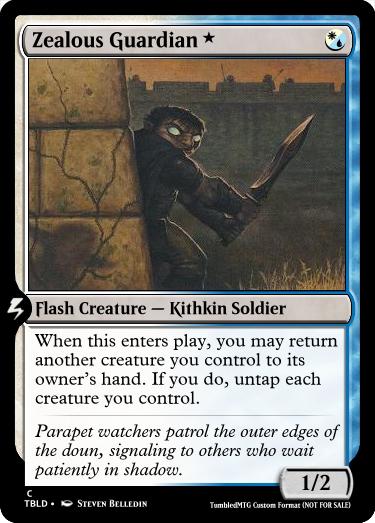 Zealous Guardian ★
Flash Creature — Kithkin Soldier
When this enters play, you may return
another creature you control to its
owner's hand. If you do, untap each
creature you control.
Parapet watchers patrol the outer edges of
the doun, signaling to others who wait
patiently in shadow.
1/2
C
TBLD • Steven Belledin
TumbledMTG Custom Format (NOT FOR SALE)